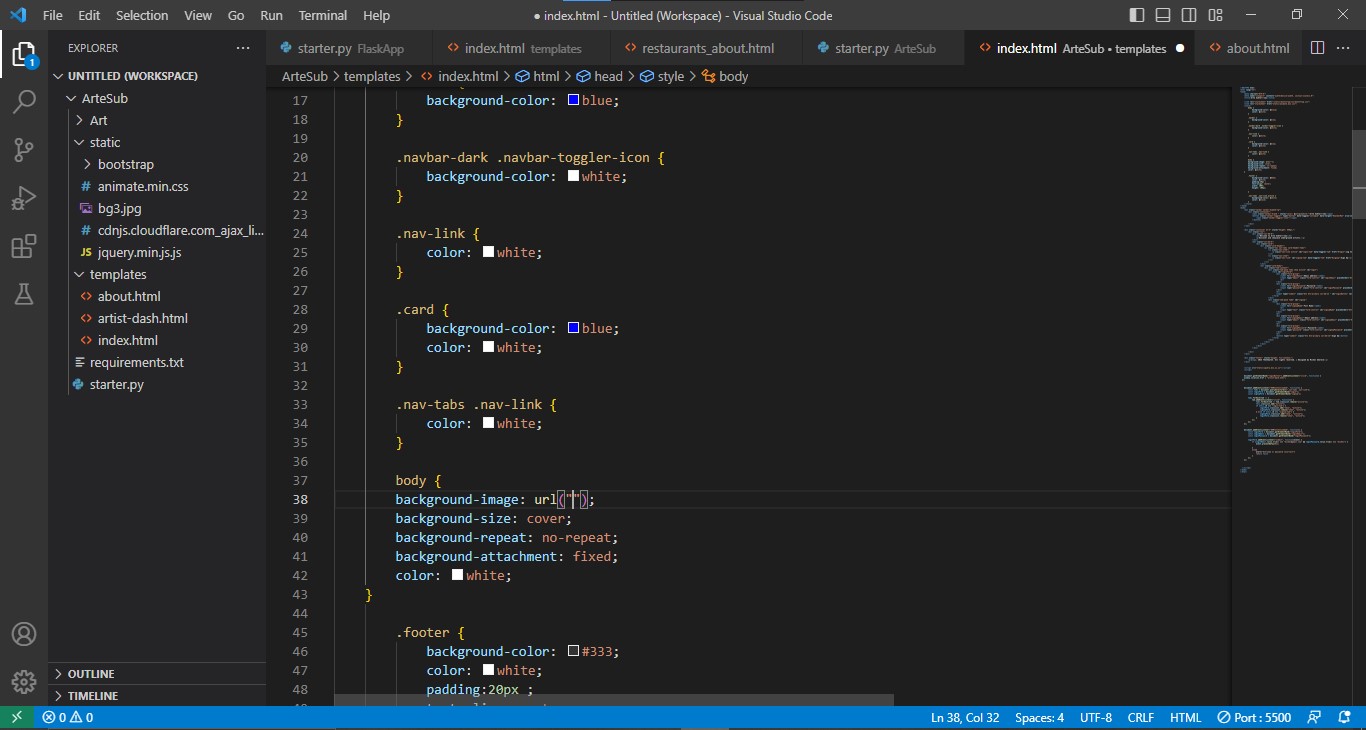 File Edit Selection View Go Run Terminal Help
● index.html - Untitled (Workspace) - Visual Studio Code
EXPLORER
1
UNTITLED (WORKSPACE)
ArteSub
Art
static
bootstrap
# animate.min.css
bg3.jpg
# cdnjs.cloudflare.com_ajax_li...
JS jquery.min.js.js
templates
<> about.html
<> artist-dash.html
<> index.html
requirements.txt
starter.py
OUTLINE
TIMELINE
starter.py FlaskApp <> index.html templates <> restaurants_about.html starter.py ArteSub <> index.html ArteSub • templates ● <> about.html
ArteSub > templates > <> index.html > html > head > style > body
17 background-color: blue;
18 }
19
20 .navbar-dark .navbar-toggler-icon {
21 background-color: white;
22 }
23
24 .nav-link {
25 color: white;
26 }
27
28 .card {
29 background-color: blue;
30 color: white;
31 }
32
33 .nav-tabs .nav-link {
34 color: white;
35 }
36
37 body {
38 background-image: url("");
39 background-size: cover;
40 background-repeat: no-repeat;
41 background-attachment: fixed;
42 color: white;
43 }
44
45 .footer {
46 background-color: #333;
47 color: white;
48 padding:20px ;
0 0 Ln 38, Col 32 Spaces: 4 UTF-8 CRLF HTML Port : 5500